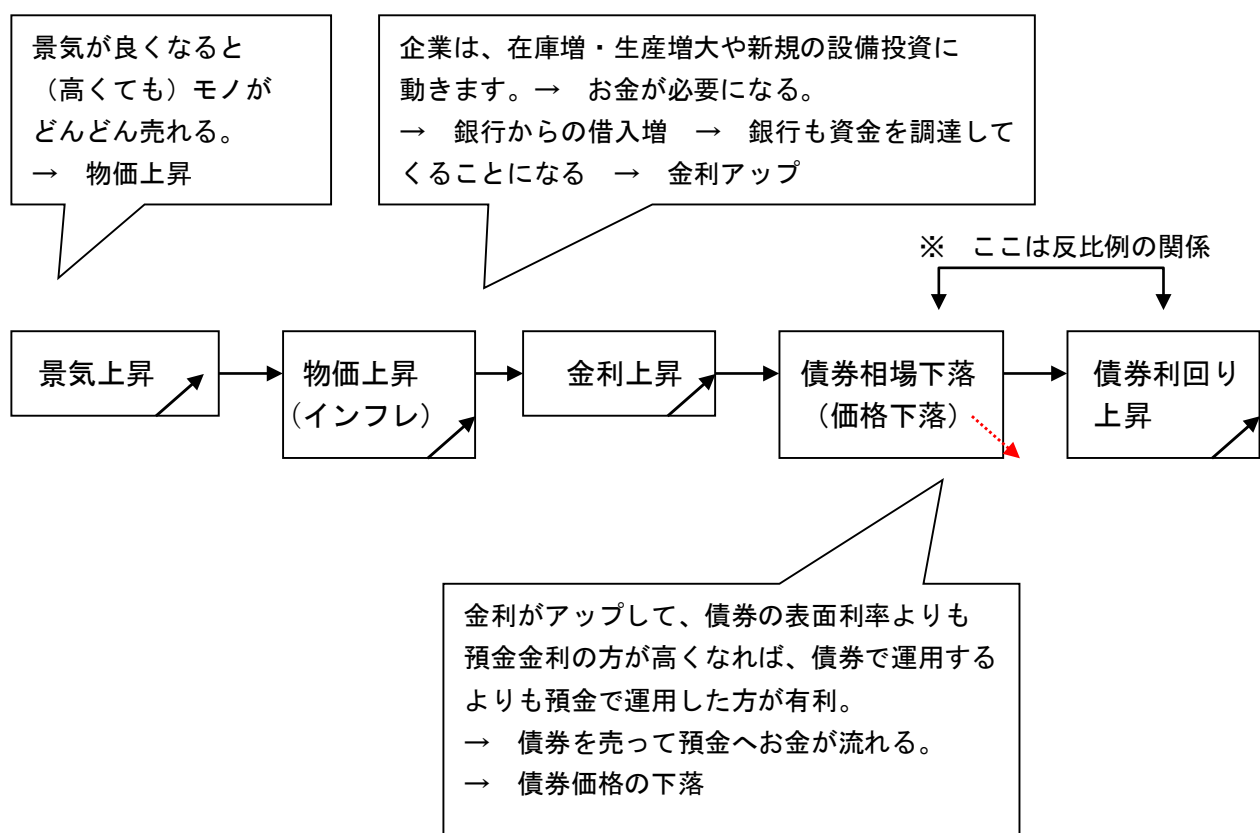 景気が良くなると
（高くても）モノが
どんどん売れる。
→　物価上昇
企業は、在庫増・生産増大や新規の設備投資に
動きます。→　お金が必要になる。
→　銀行からの借入増　→　銀行も資金を調達して
くることになる　→　金利アップ
※　ここは反比例の関係
景気上昇
物価上昇
（インフレ）
金利上昇
債券相場下落
（価格下落）
債券利回り
上昇
金利がアップして、債券の表面利率よりも
預金金利の方が高くなれば、債券で運用する
よりも預金で運用した方が有利。
→　債券を売って預金へお金が流れる。
→　債券価格の下落